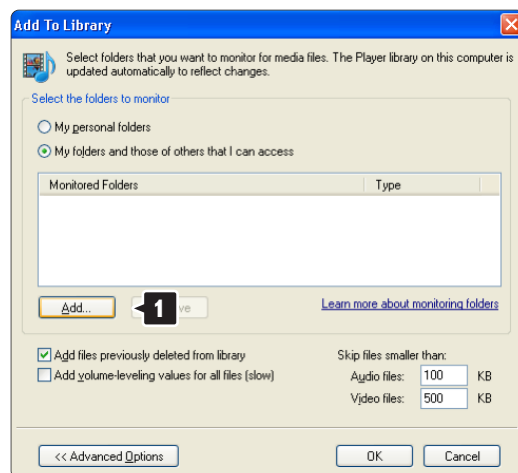 Add To Library
Select folders that you want to monitor for media files. The Player library on this computer is
updated automatically to reflect changes.
Select the folders to monitor
My personal folders
My folders and those of others that I can access
Monitored Folders Type
Add... 1 Learn more about monitoring folders
Add files previously deleted from library
Add volume-leveling values for all files (slow)
Skip files smaller than:
Audio files: 100 KB
Video files: 500 KB
<< Advanced Options OK Cancel